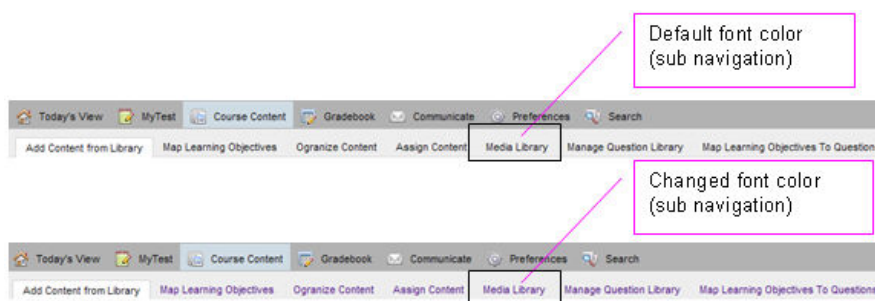 Default font color
(sub navigation)
Today's View MyTest Course Content Gradebook Communicate Preferences Search
Add Content from Library Map Learning Objectives Ogranize Content Assign Content Media Library Manage Question Library Map Learning Objectives To Question
Changed font color
(sub navigation)
Today's View MyTest Course Content Gradebook Communicate Preferences Search
Add Content from Library Map Learning Objectives Ogranize Content Assign Content Media Library Manage Question Library Map Learning Objectives To Questions